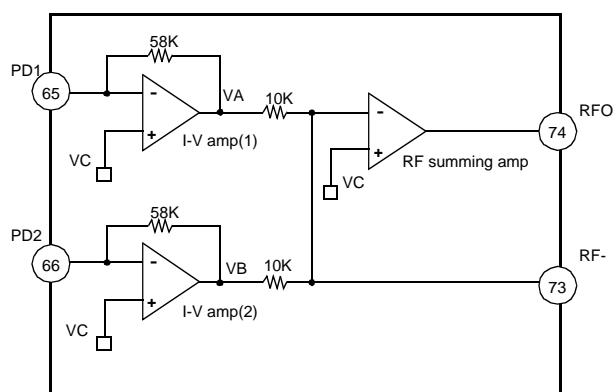 58K
PD1
65
-
+
VA
10K
I-V amp(1)
VC
-
+
VC
RF summing amp
RFO
74
58K
PD2
66
-
+
VB
10K
I-V amp(2)
VC
RF-
73